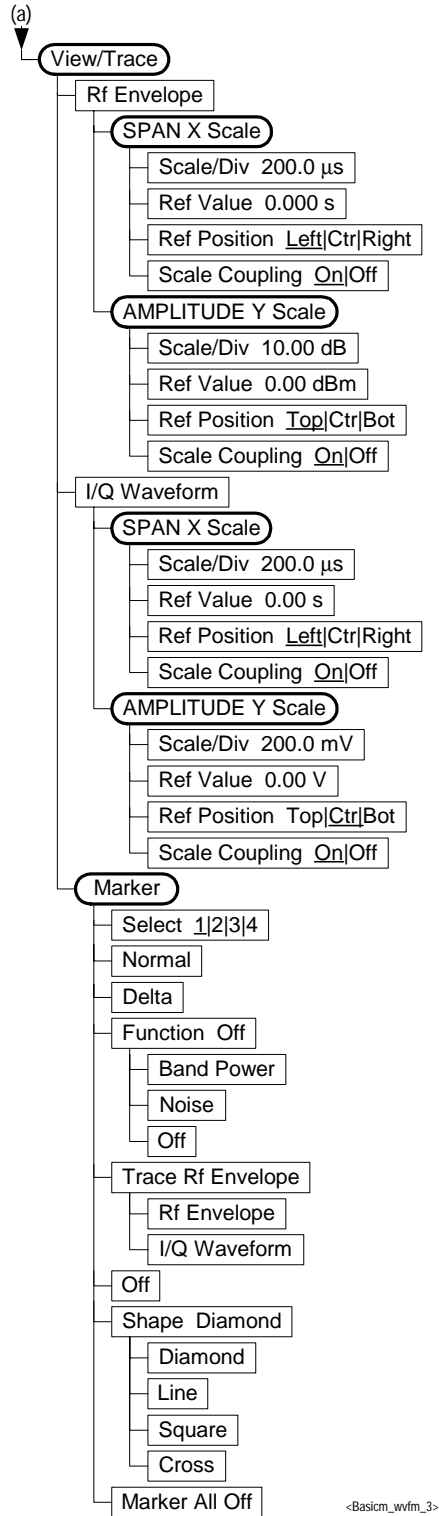 (a)
View/Trace
Rf Envelope
SPAN X Scale
Scale/Div 200.0 μs
Ref Value 0.000 s
Ref Position Left|Ctr|Right
Scale Coupling On|Off
AMPLITUDE Y Scale
Scale/Div 10.00 dB
Ref Value 0.00 dBm
Ref Position Top|Ctr|Bot
Scale Coupling On|Off
I/Q Waveform
SPAN X Scale
Scale/Div 200.0 μs
Ref Value 0.00 s
Ref Position Left|Ctr|Right
Scale Coupling On|Off
AMPLITUDE Y Scale
Scale/Div 200.0 mV
Ref Value 0.00 V
Ref Position Top|Ctr|Bot
Scale Coupling On|Off
Marker
Select 1|2|3|4
Normal
Delta
Function Off
Band Power
Noise
Off
Trace Rf Envelope
Rf Envelope
I/Q Waveform
Off
Shape Diamond
Diamond
Line
Square
Cross
Marker All Off
<Basicm_wvfm_3>